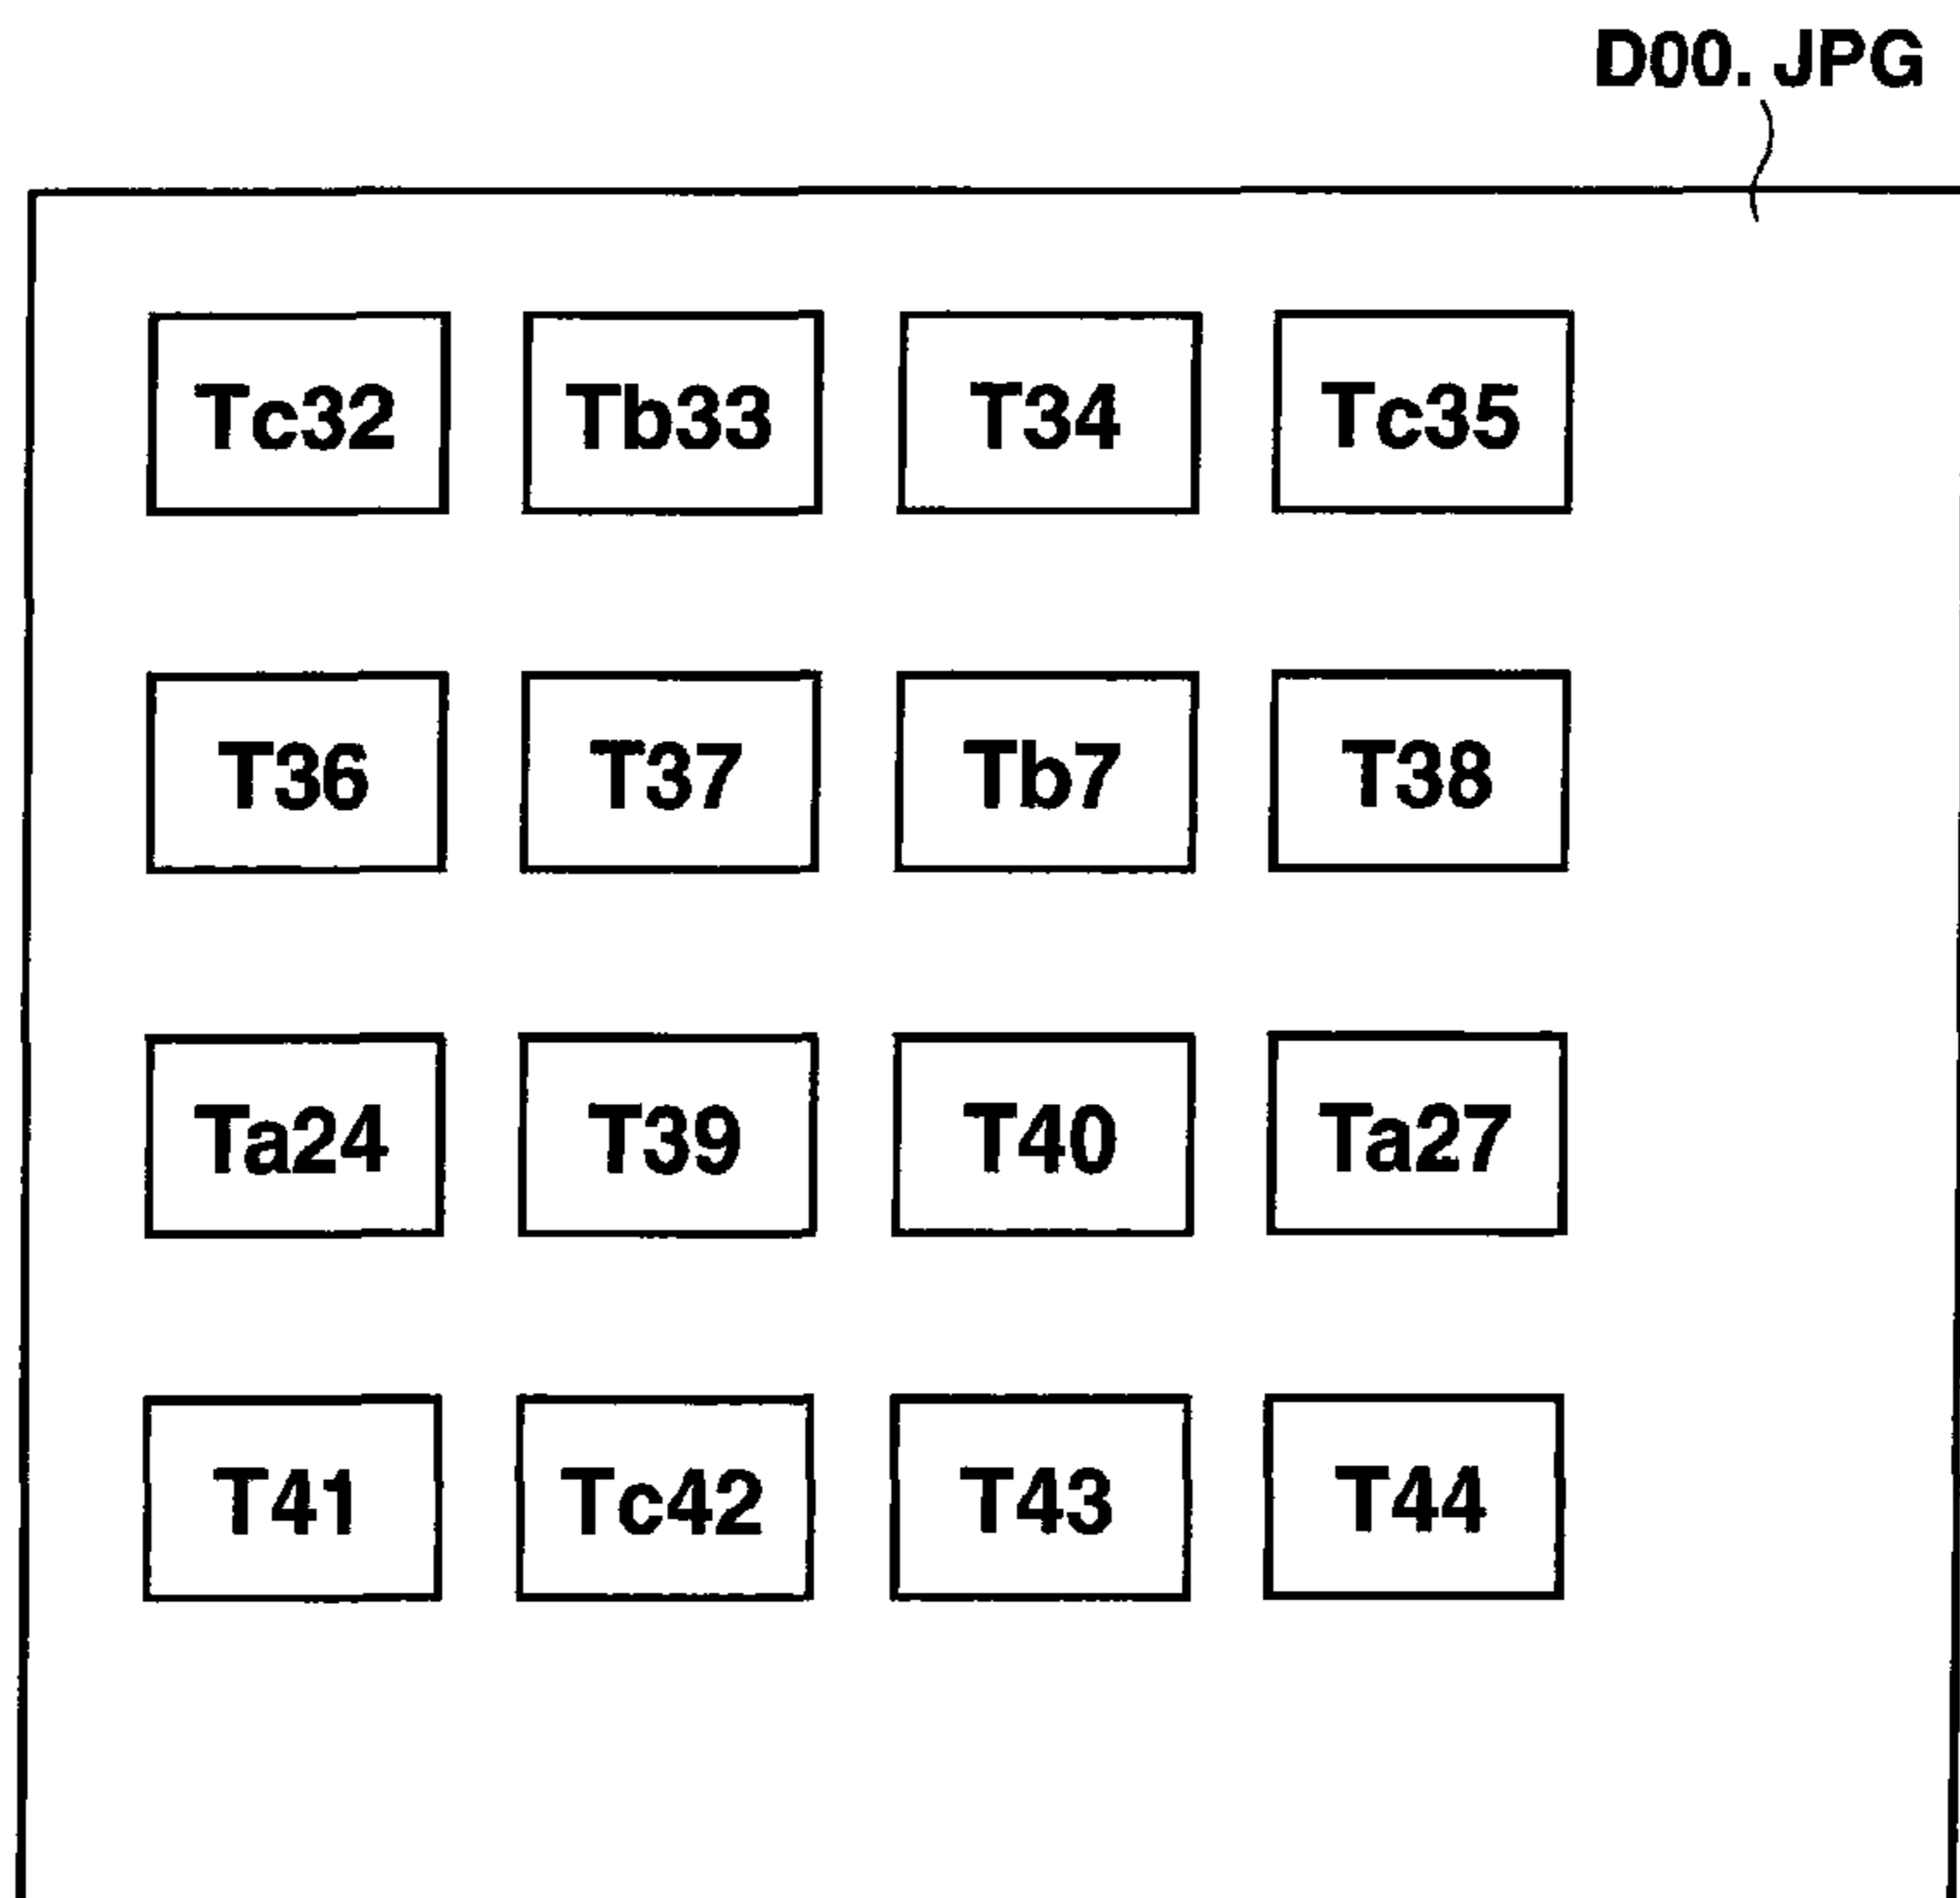 D00. JPG
Tc32 Tb33 T34 Tc35
T36 T37 Tb7 T38
Ta24 T39 T40 Ta27
T41 Tc42 T43 T44